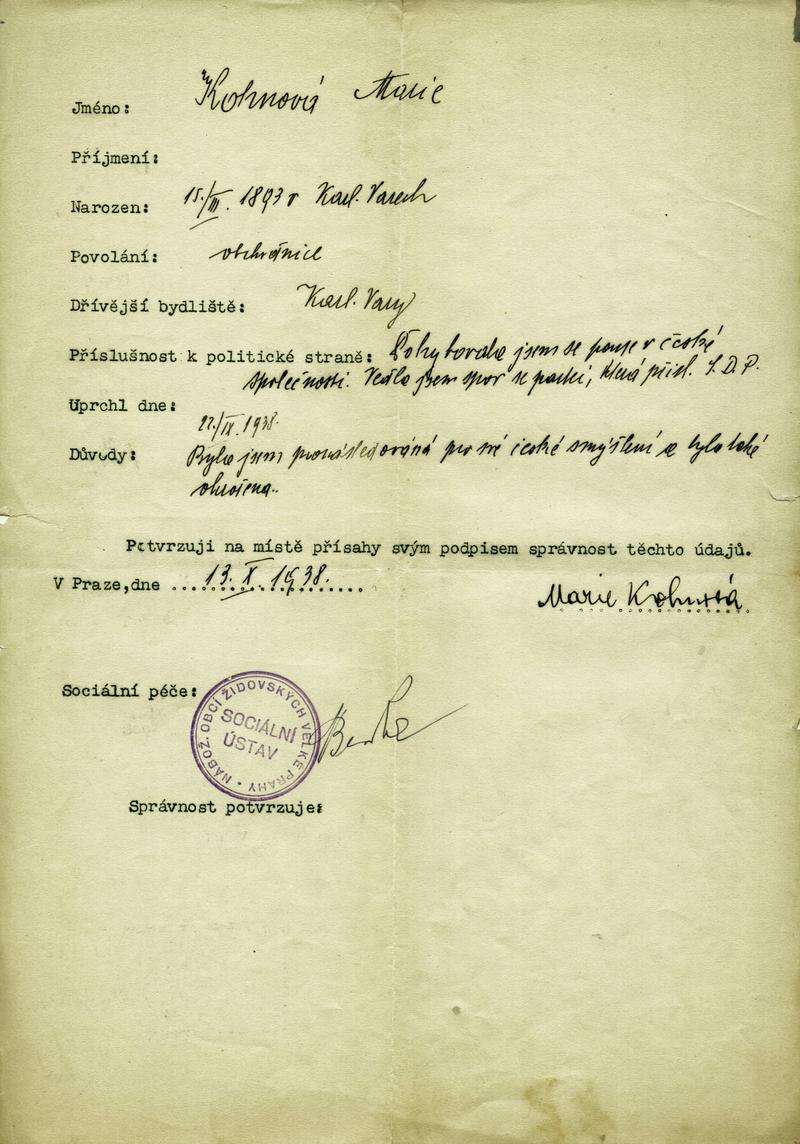 Jméno: Kohnová Marie
Příjmení:
Narozen: 15./III. 1893 v Karl. Varech
Povolání: obchodnice
Dřívější bydliště: Karl. Vary
Příslušnost k politické straně: Pohybovala jsem se pouze v české
společnosti. Vedla jsem spor se která přísl. S.D.P.
Uprchl dne:
22/IX. 1938.
Důvody: Byla jsem pronásledována pro mé české smýšlení a byla také
ohrožena..
Potvrzuji na místě přísahy svým podpisem správnost těchto údajů.
V Praze,dne ..13. X. 1938...
Marie Kohnová
Sociální péče:
NÁBOŽ. OBCÍ ŽIDOVSKÝCH VELKÉ PRAHY
SOCIÁLNÍ
ÚSTAV
Správnost potvrzuje: